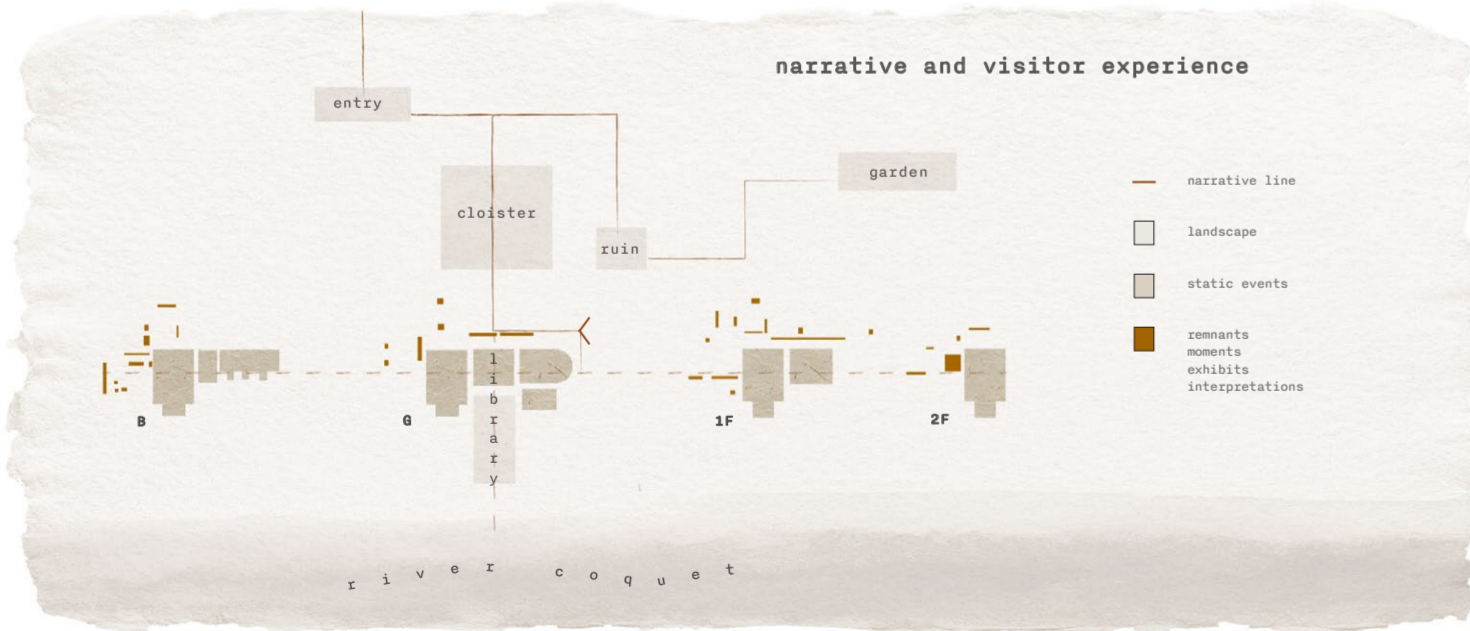 narrative and visitor experience
entry
garden
cloister
ruin
library
B
G
1F
2F
river coquet
narrative line
landscape
static events
remnants
moments
exhibits
interpretations